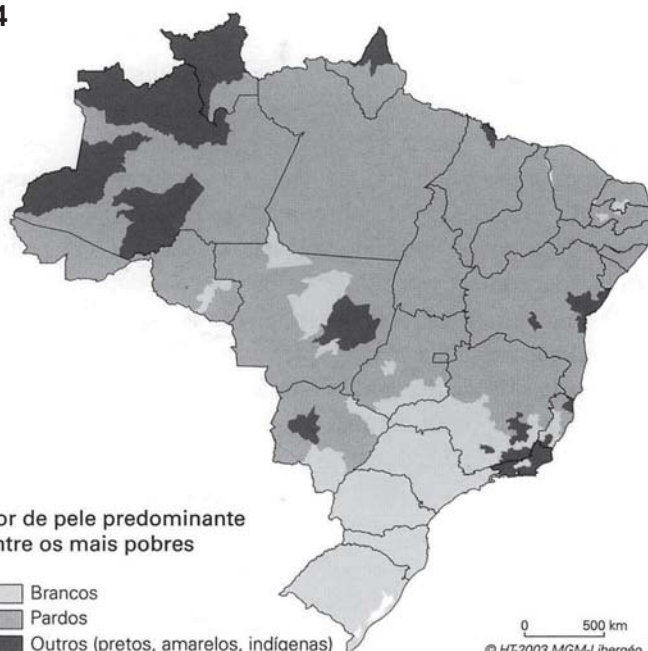 4
or de pele predominante
ntre os mais pobres
Brancos
Pardos
Outros (pretos, amarelos, indígenas)
0 500 km
© HT-2003 MGM-Libergéo